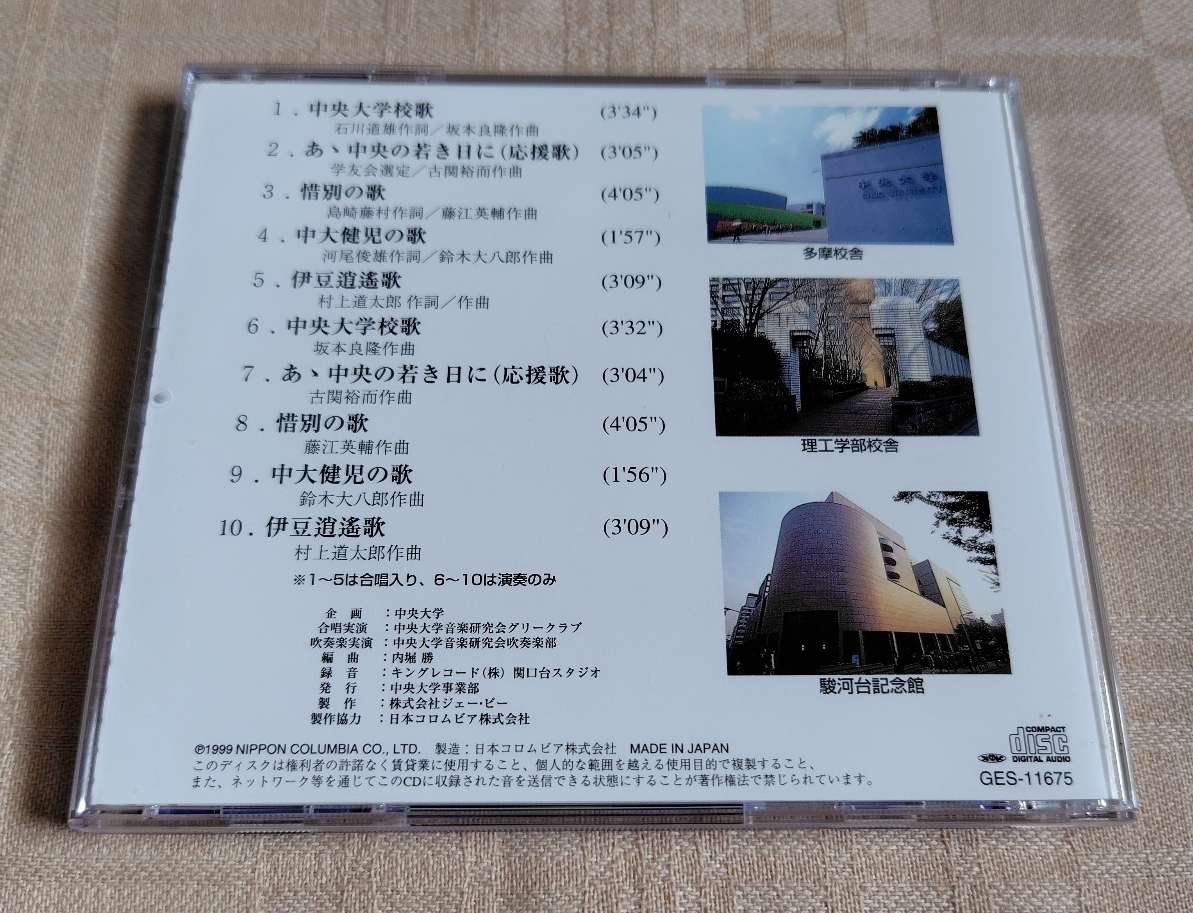 1. 中央大学校歌 (3'34")
石川道雄作詞／坂本良隆作曲
2. あゝ中央の若き日に(応援歌) (3'05")
学友会選定／古関裕而作曲
3. 惜別の歌 (4'05")
島崎藤村作詞／藤江英輔作曲
4. 中大健児の歌 (1'57")
河尾俊雄作詞／鈴木大八郎作曲
5. 伊豆逍遙歌 (3'09")
村上道太郎 作詞／作曲
6. 中央大学校歌 (3'32")
坂本良隆作曲
7. あゝ中央の若き日に(応援歌) (3'04")
古関裕而作曲
8. 惜別の歌 (4'05")
藤江英輔作曲
9. 中大健児の歌 (1'56")
鈴木大八郎作曲
10. 伊豆逍遙歌 (3'09")
村上道太郎作曲
※1～5は合唱入り、6～10は演奏のみ
企 画 ：中央大学
合唱実演 ：中央大学音楽研究会グリークラブ
吹奏楽実演 ：中央大学音楽研究会吹奏楽部
編 曲 ：内堀 勝
録 音 ：キングレコード(株) 関口台スタジオ
発 行 ：中央大学事業部
製 作 ：株式会社ジェー・ピー
製作協力 ：日本コロムビア株式会社
中央大学
CHUO UNIVERSITY
多摩校舎
理工学部校舎
駿河台記念館
℗1999 NIPPON COLUMBIA CO., LTD. 製造：日本コロムビア株式会社 MADE IN JAPAN
このディスクは権利者の許諾なく賃貸業に使用すること、個人的な範囲を越える使用目的で複製すること、
また、ネットワーク等を通じてこのCDに収録された音を送信できる状態にすることが著作権法で禁じられています。
COMPACT
disc
DIGITAL AUDIO
GES-11675